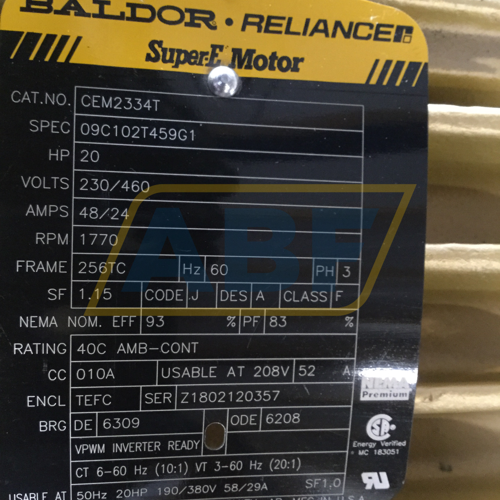 BALDOR • RELIANCE
Super-E Motor
CAT.NO. CEM2334T
SPEC 09C102T459G1
HP 20
VOLTS 230/460
AMPS 48/24
RPM 1770
FRAME 256TC Hz 60 PH 3
SF 1.15 CODE J DES A CLASS F
NEMA NOM. EFF 93 % PF 83 %
RATING 40C AMB-CONT
CC 010A USABLE AT 208V 52 A
NEMA
Premium
ENCL TEFC SER Z1802120357
BRG DE 6309 ODE 6208
Energy Verified
MC 183051
VPWM INVERTER READY
CT 6-60 Hz (10:1) VT 3-60 Hz (20:1) SF1.0
USABLE AT 50Hz 20HP 190/380V 58/29A
ABF